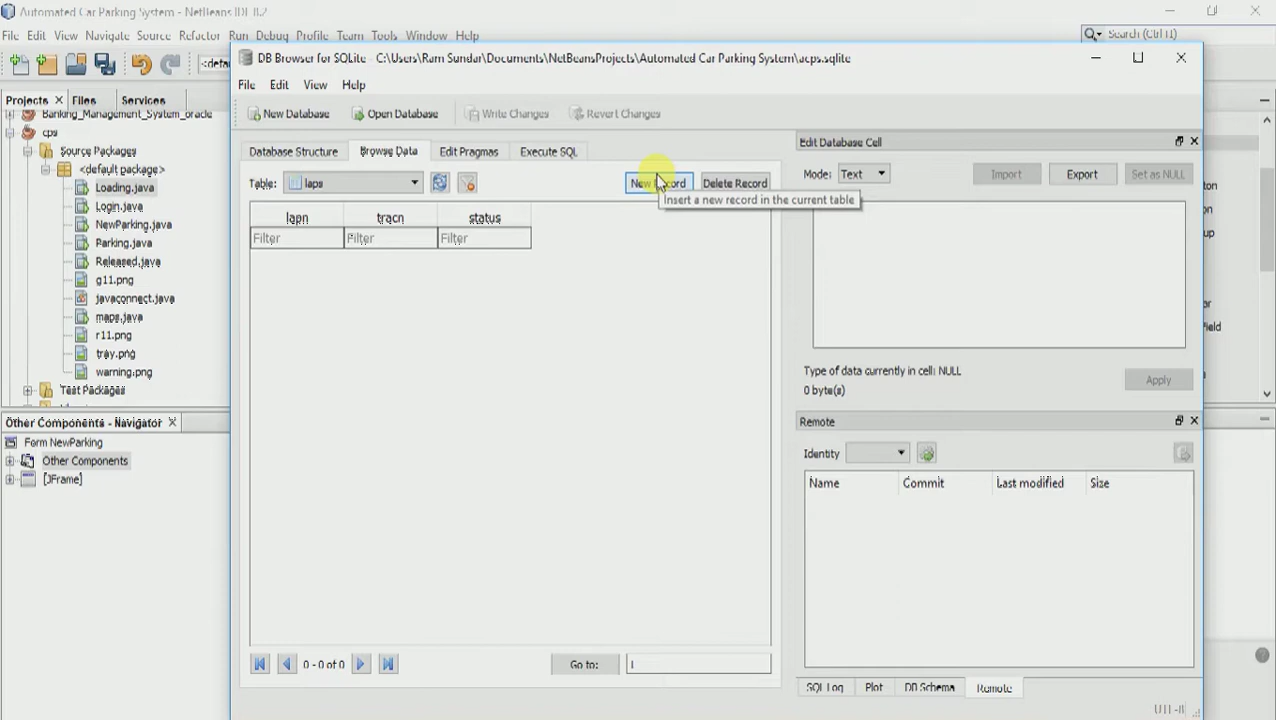 Automated Car Parking System - NetBeans IDE 8.2
File Edit View Navigate Source Refactor Run Debug Profile Team Tools Window Help
Search (Ctrl+I)
DB Browser for SQLite - C:\Users\Ram Sundar\Documents\NetBeansProjects\Automated Car Parking System\acps.sqlite
File Edit View Help
New Database Open Database Write Changes Revert Changes
Projects Files Services
Banking_Management_System_oracle
cps
Source Packages
<default package>
Loading.java
Login.java
NewParking.java
Parking.java
Released.java
g11.png
javaconnect.java
maps.java
r11.png
tray.png
warning.png
Test Packages
Other Components - Navigator
Form NewParking
Other Components
[JFrame]
Database Structure Browse Data Edit Pragmas Execute SQL
Table: laps New Record Delete Record
Insert a new record in the current table
lapn tracn status
Filter Filter Filter
0 - 0 of 0 Go to: 1
Edit Database Cell
Mode: Text Import Export Set as NULL
Type of data currently in cell: NULL
0 byte(s)
Apply
Remote
Identity
Name Commit Last modified Size
SQL Log Plot DB Schema Remote
UTF-8